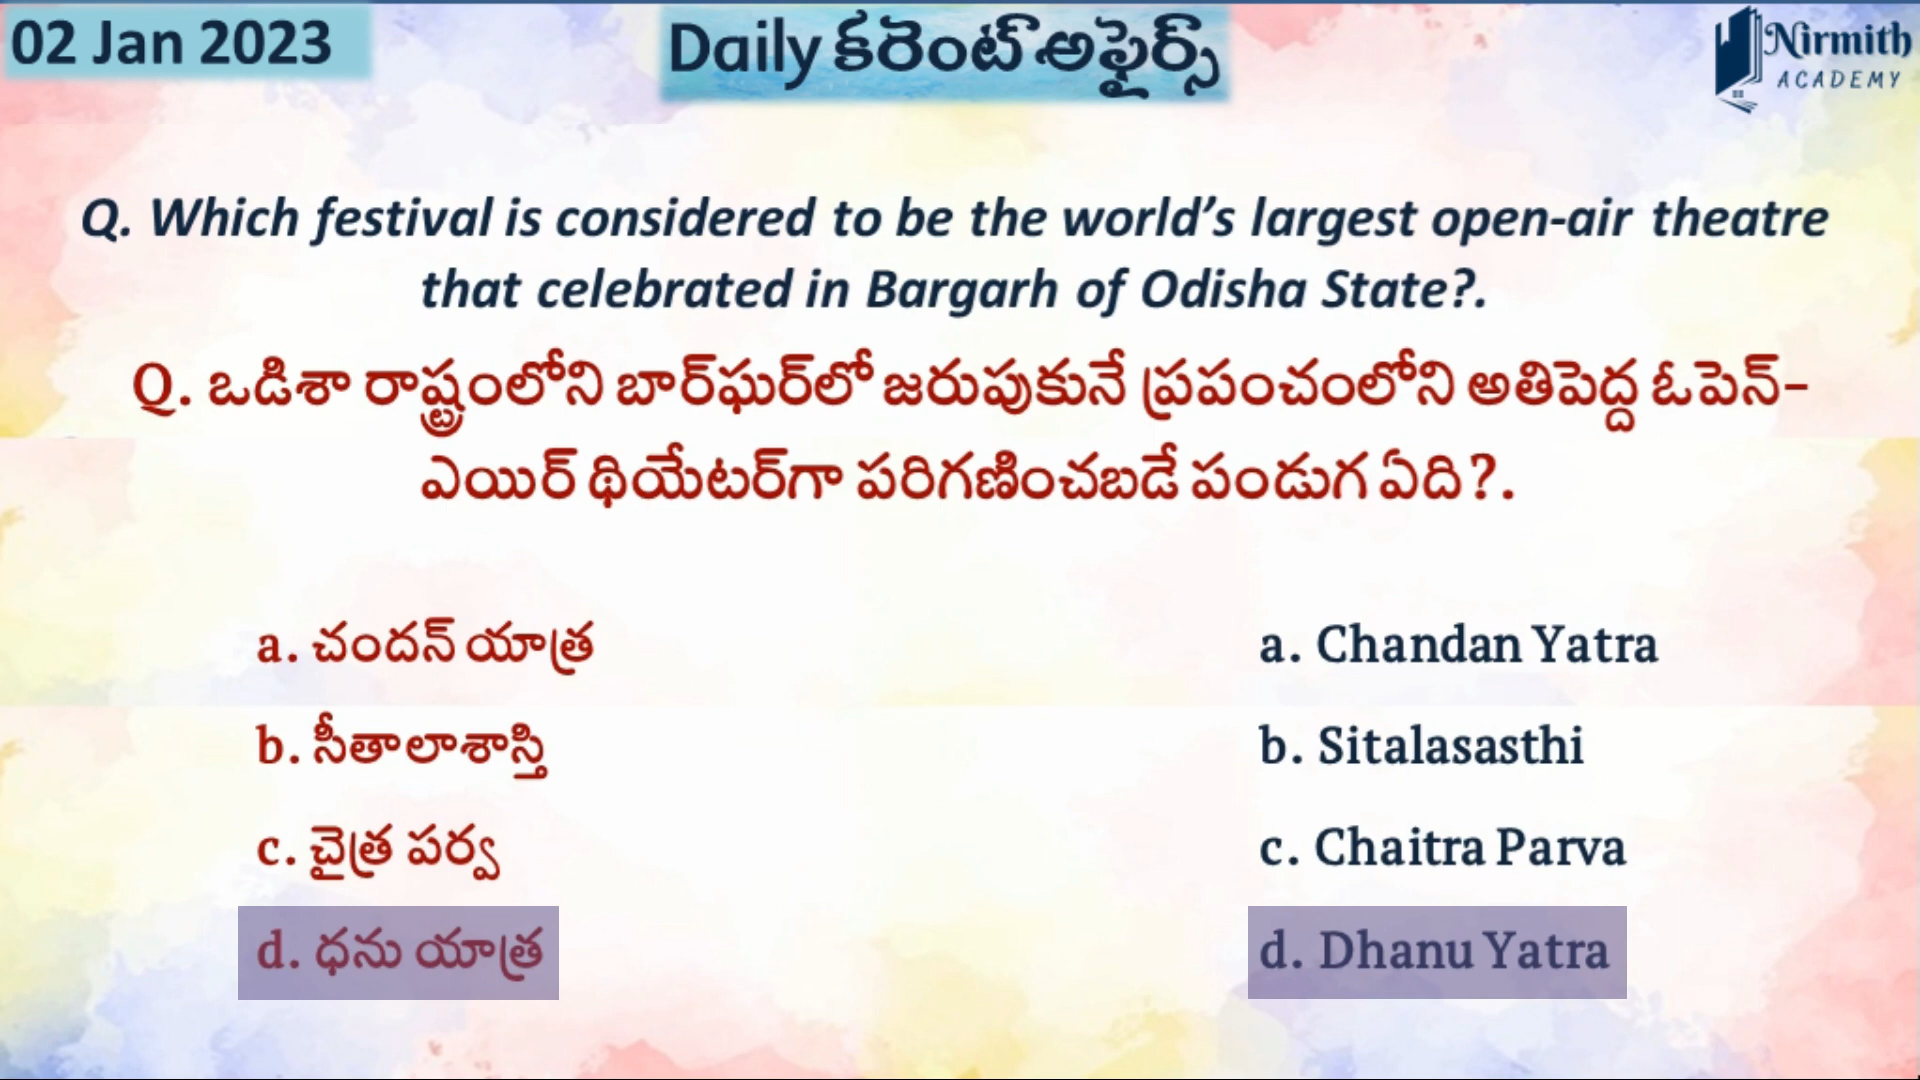 02 Jan 2023
Daily కరెంట్ అఫైర్స్
Nirmith
ACADEMY
Q. Which festival is considered to be the world’s largest open-air theatre
that celebrated in Bargarh of Odisha State?.
Q. ఒడిశా రాష్ట్రంలోని బార్‌ఘర్‌లో జరుపుకునే ప్రపంచంలోని అతిపెద్ద ఓపెన్-
ఎయిర్ థియేటర్‌గా పరిగణించబడే పండుగ ఏది?.
a. చందన్ యాత్ర
b. సీతాలాశాస్తి
c. చైత్ర పర్వ
d. ధను యాత్ర
a. Chandan Yatra
b. Sitalasasthi
c. Chaitra Parva
d. Dhanu Yatra